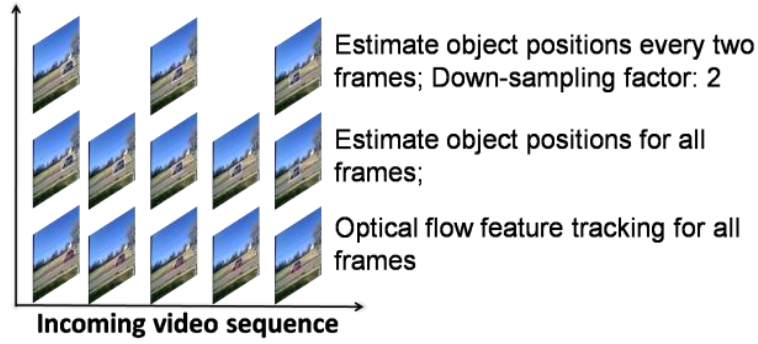 Estimate object positions every two
frames; Down-sampling factor: 2
Estimate object positions for all
frames;
Optical flow feature tracking for all
frames
Incoming video sequence